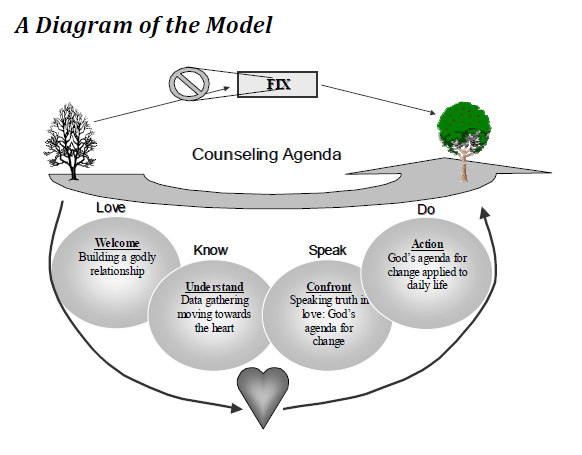 A Diagram of the Model
FIX
Counseling Agenda
Love
Welcome
Building a godly
relationship
Know
Understand
Data gathering
moving towards
the heart
Speak
Confront
Speaking truth in
love: God's
agenda for
change
Do
Action
God's agenda for
change applied to
daily life